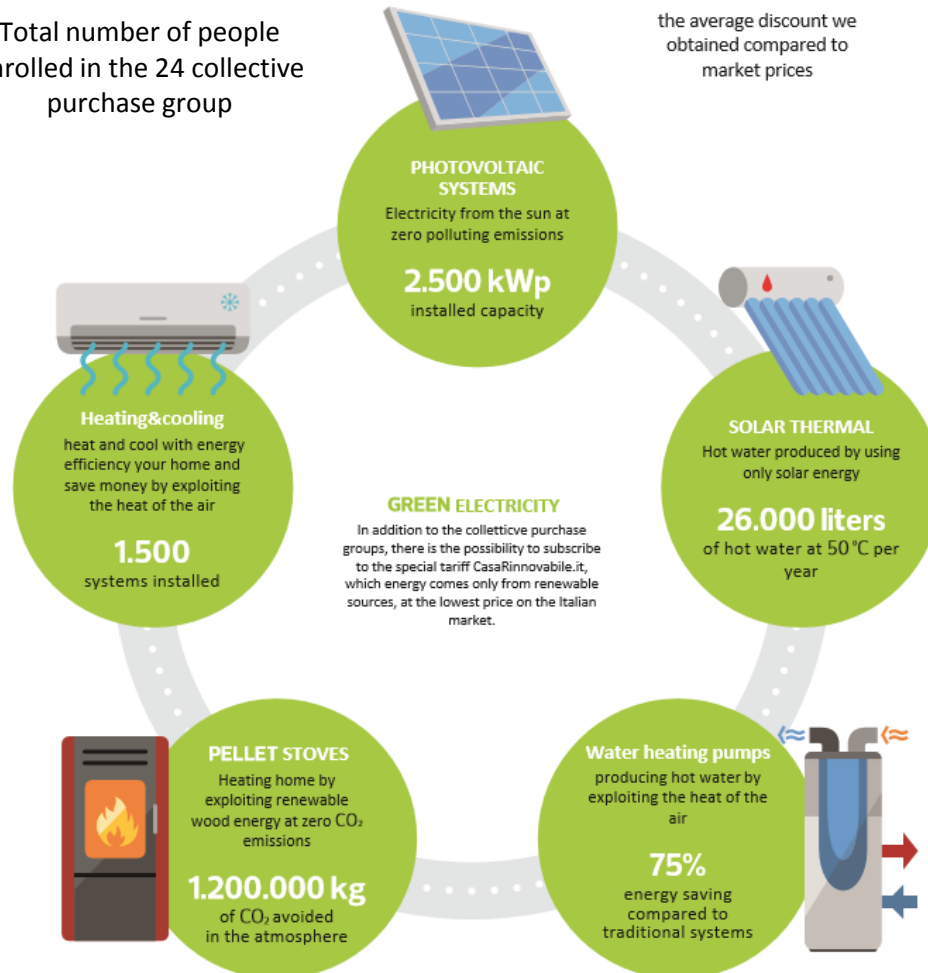 Total number of people
nrolled in the 24 collective
purchase group
the average discount we
obtained compared to
market prices
PHOTOVOLTAIC
SYSTEMS
Electricity from the sun at
zero polluting emissions
2.500 kWp
installed capacity
Heating&cooling
heat and cool with energy
efficiency your home and
save money by exploiting
the heat of the air
1.500
systems installed
SOLAR THERMAL
Hot water produced by using
only solar energy
26.000 liters
of hot water at 50 °C per
year
GREEN ELECTRICITY
In addition to the colletticve purchase
groups, there is the possibility to subscribe
to the special tariff CasaRinnovabile.it,
which energy comes only from renewable
sources, at the lowest price on the Italian
market.
PELLET STOVES
Heating home by
exploiting renewable
wood energy at zero CO₂
emissions
1.200.000 kg
of CO₂ avoided
in the atmosphere
Water heating pumps
producing hot water by
exploiting the heat of the
air
75%
energy saving
compared to
traditional systems